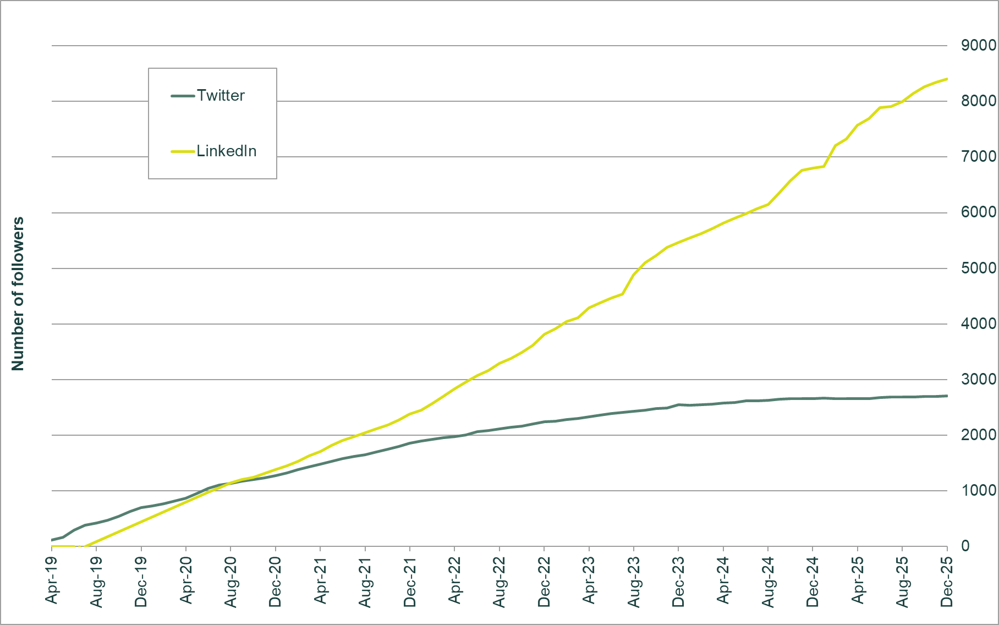 Twitter
LinkedIn
Number of followers
9000
8000
7000
6000
5000
4000
3000
2000
1000
0
Apr-19
Aug-19
Dec-19
Apr-20
Aug-20
Dec-20
Apr-21
Aug-21
Dec-21
Apr-22
Aug-22
Dec-22
Apr-23
Aug-23
Dec-23
Apr-24
Aug-24
Dec-24
Apr-25
Aug-25
Dec-25